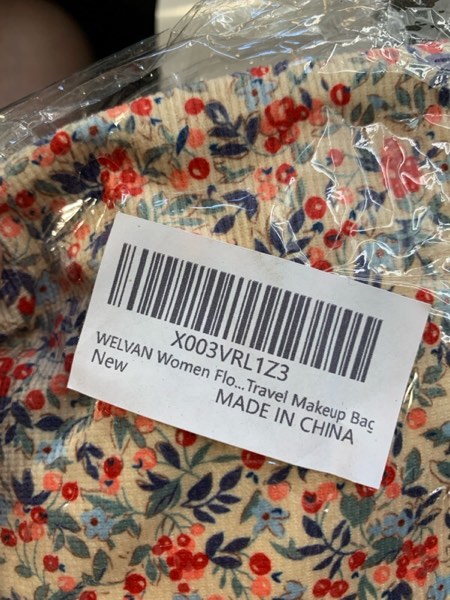 X003VRL1Z3
WELVAN Women Flo...Travel Makeup Bag
New
MADE IN CHINA